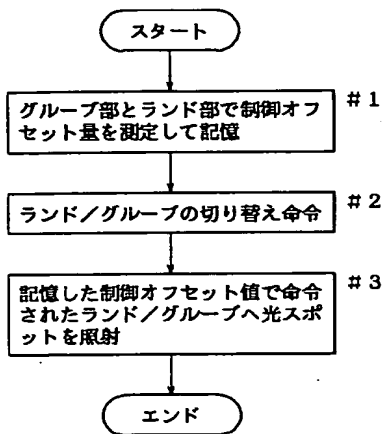 スタート
グルーブ部とランド部で制御オフ
セット量を測定して記憶
#1
ランド/グルーブの切り替え命令
#2
記憶した制御オフセット値で命令
されたランド/グルーブへ光スポ
ットを照射
#3
エンド